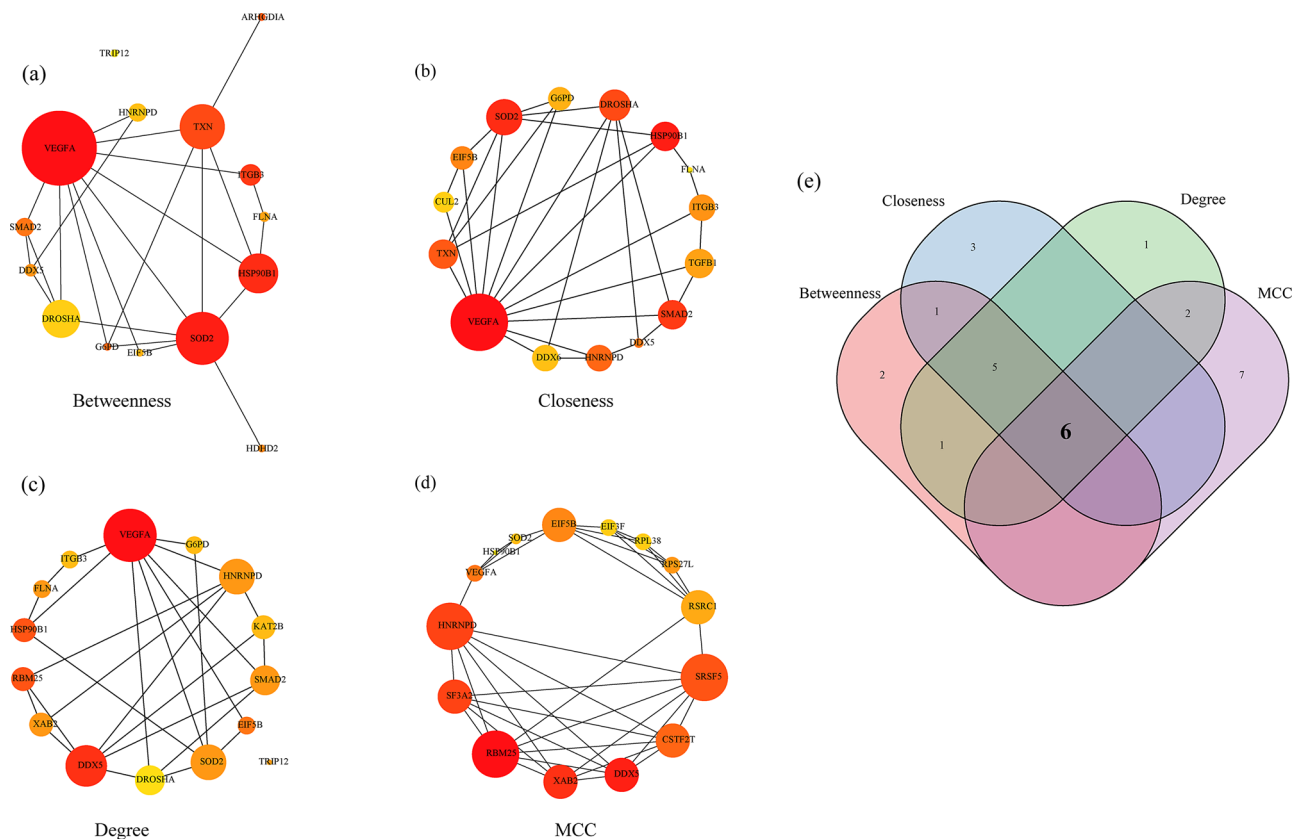 (a)
ARHGDIA
TRIP12
HNRNPD
TXN
VEGFA
ITGB3
FLNA
SMAD2
DDX5
HSP90B1
DROSHA
G6PD
EIF5B
SOD2
HDHD2
Betweenness
(b)
G6PD
DROSHA
SOD2
HSP90B1
EIF5B
FLNA
CUL2
ITGB3
TXN
TGFB1
VEGFA
SMAD2
DDX5
DDX6
HNRNPD
Closeness
(c)
VEGFA
G6PD
ITGB3
HNRNPD
FLNA
HSP90B1
KAT2B
RBM25
SMAD2
XAB2
EIF5B
DDX5
SOD2
TRIP12
DROSHA
Degree
(d)
EIF5B
EIF3F
SOD2
RPL38
HSP90B1
RPS27L
VEGFA
RSRC1
HNRNPD
SRSF5
SF3A2
CSTF2T
RBM25
XAB2
DDX5
MCC
(e)
Closeness
Degree
Betweenness
MCC
3
1
1
2
2
5
7
1
6